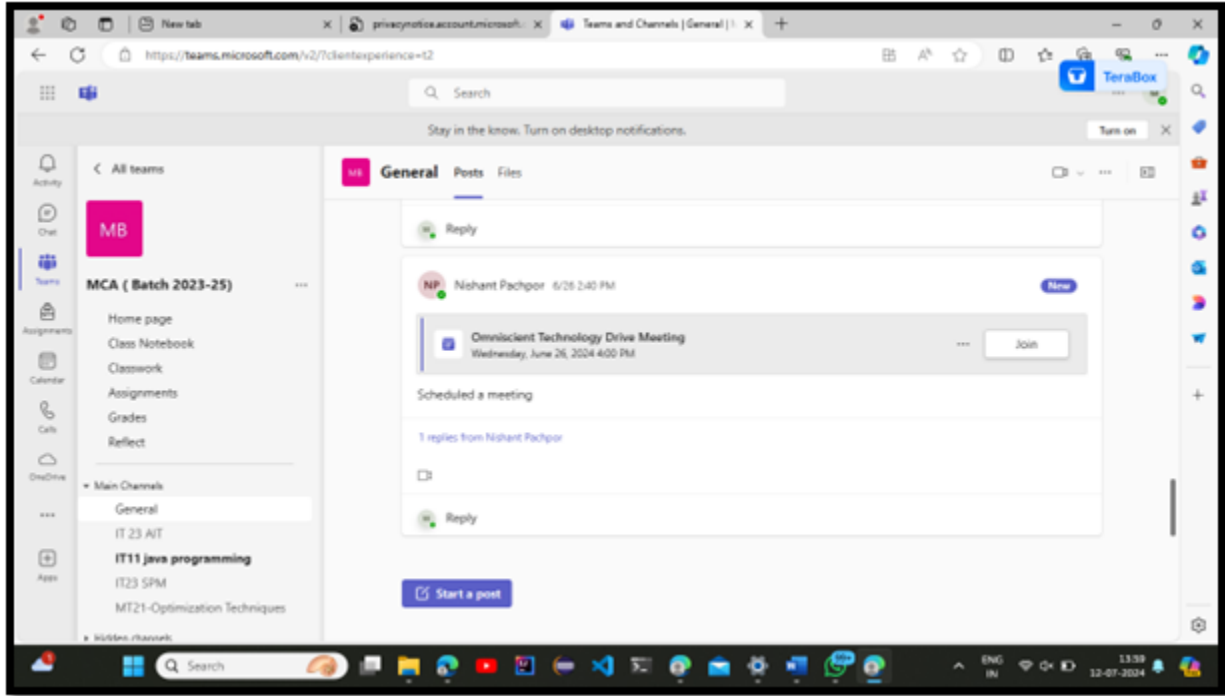 New tab
privacynotice.account.microsoft.
Teams and Channels | General |
https://teams.microsoft.com/v2/?clientexperience=t2
TeraBox
Search
Stay in the know. Turn on desktop notifications.
Turn on
Activity
Chat
Teams
Assignments
Calendar
Calls
OneDrive
Apps
All teams
MB
MCA ( Batch 2023-25)
Home page
Class Notebook
Classwork
Assignments
Grades
Reflect
Main Channels
General
IT 23 AIT
IT11 java programming
IT23 SPM
MT21-Optimization Techniques
Hidden channels
MB General Posts Files
Reply
NP Nishant Pachpor 6/26 2:40 PM New
Omniscient Technology Drive Meeting
Wednesday, June 26, 2024 4:00 PM
Join
Scheduled a meeting
1 replies from Nishant Pachpor
Reply
Start a post
Search
99+
ENG
IN
13:59
12-07-2024